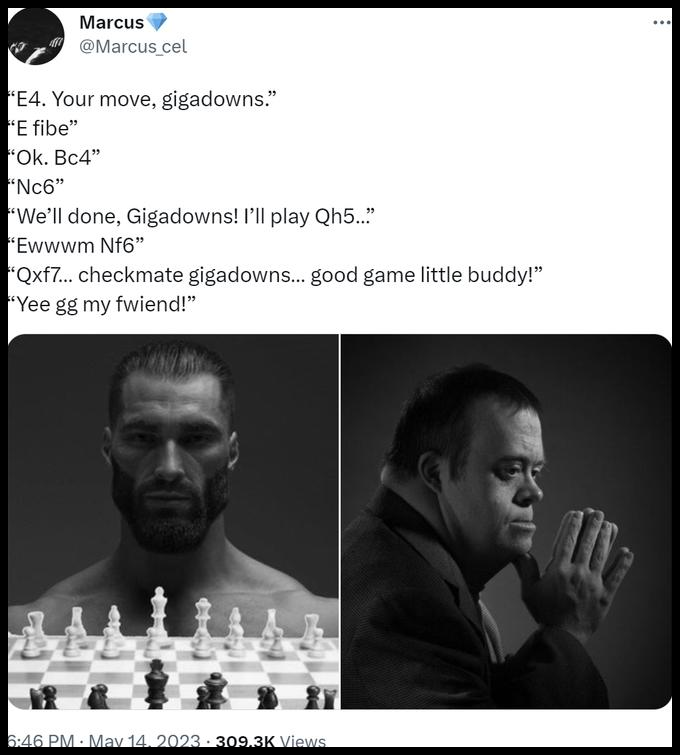 Marcus💎
@Marcus_cel
“E4. Your move, gigadowns.”
“E fibe”
“Ok. Bc4”
“Nc6”
“We’ll done, Gigadowns! I’ll play Qh5...”
“Ewwwm Nf6”
“Qxf7... checkmate gigadowns... good game little buddy!”
“Yee gg my fwiend!”
6:46 PM · May 14, 2023 · 309.3K Views